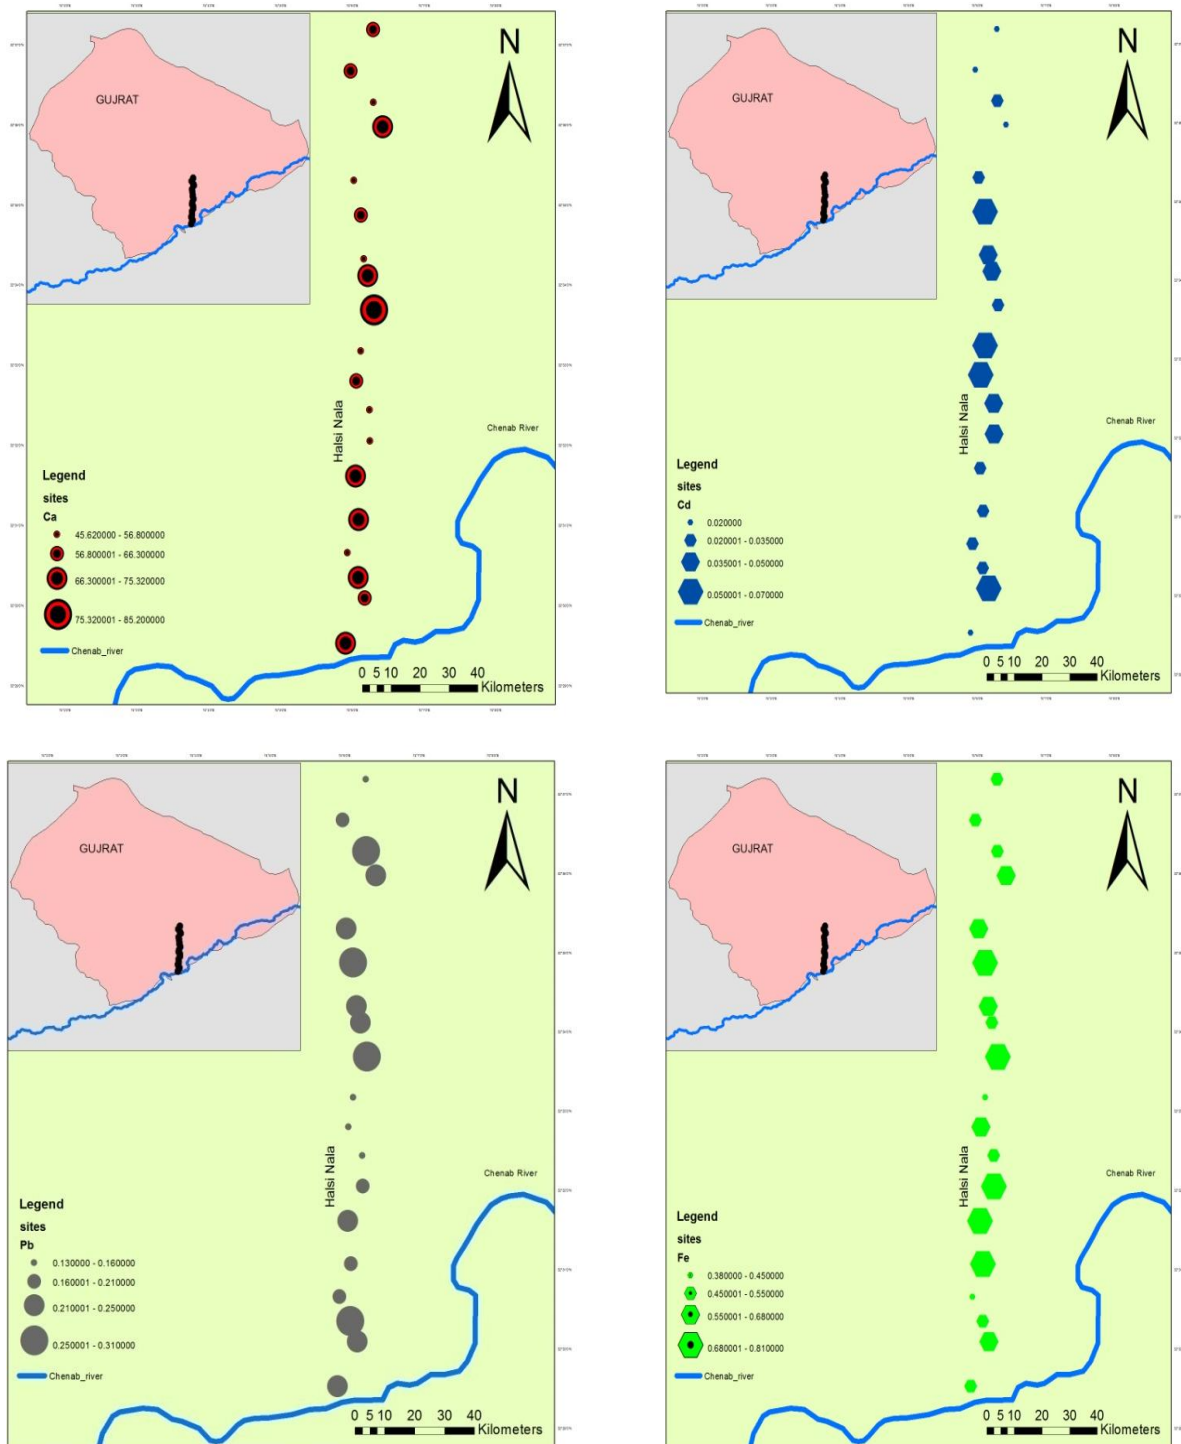 N
GUJRAT
Chenab River
Halsi Nala
Legend
sites
Ca
45.620000 - 56.800000
56.800001 - 66.300000
66.300001 - 75.320000
75.320001 - 85.200000
Chenab_river
0 5 10 20 30 40
Kilometers
N
GUJRAT
Chenab River
Halsi Nala
Legend
sites
Cd
0.020000
0.020001 - 0.035000
0.035001 - 0.050000
0.050001 - 0.070000
Chenab_river
0 5 10 20 30 40
Kilometers
N
GUJRAT
Chenab River
Halsi Nala
Legend
sites
Pb
0.130000 - 0.160000
0.160001 - 0.210000
0.210001 - 0.250000
0.250001 - 0.310000
Chenab_river
0 5 10 20 30 40
Kilometers
N
GUJRAT
Chenab River
Halsi Nala
Legend
sites
Fe
0.380000 - 0.450000
0.450001 - 0.550000
0.550001 - 0.680000
0.680001 - 0.810000
Chenab_river
0 5 10 20 30 40
Kilometers